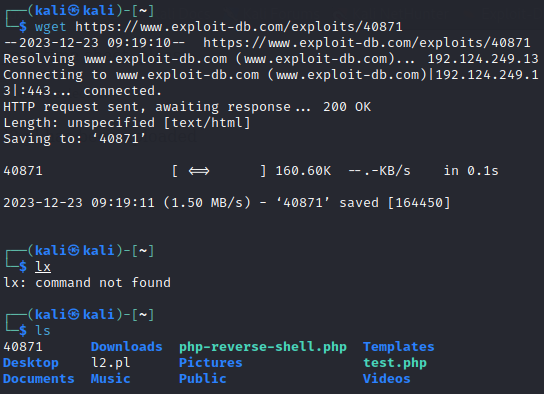 ┌──(kali㉿kali)-[~]
└─$ wget https://www.exploit-db.com/exploits/40871
--2023-12-23 09:19:10--  https://www.exploit-db.com/exploits/40871
Resolving www.exploit-db.com (www.exploit-db.com)... 192.124.249.13
Connecting to www.exploit-db.com (www.exploit-db.com)|192.124.249.1
3|:443... connected.
HTTP request sent, awaiting response... 200 OK
Length: unspecified [text/html]
Saving to: ‘40871’
40871                [ <=>      ] 160.60K  --.-KB/s    in 0.1s
2023-12-23 09:19:11 (1.50 MB/s) - ‘40871’ saved [164450]
┌──(kali㉿kali)-[~]
└─$ lx
lx: command not found
┌──(kali㉿kali)-[~]
└─$ ls
40871      Downloads  php-reverse-shell.php  Templates
Desktop    l2.pl      Pictures               test.php
Documents  Music      Public                 Videos